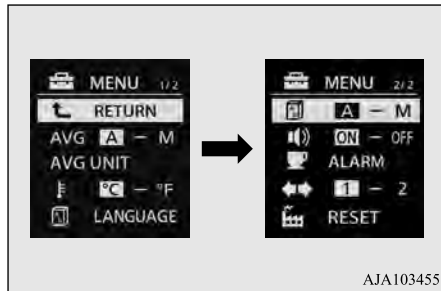 MENU 1/2
RETURN
AVG A – M
AVG UNIT
°C – °F
LANGUAGE
MENU 2/2
A – M
ON – OFF
ALARM
1 – 2
RESET
AJA103455